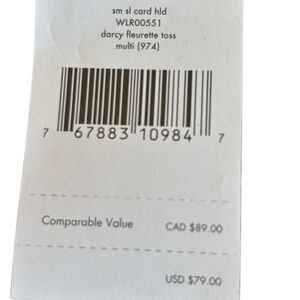 sm sl card hld
WLR00551
darcy fleurette toss
multi (974)
7 67883 10984 7
Comparable Value CAD $89.00
USD $79.00